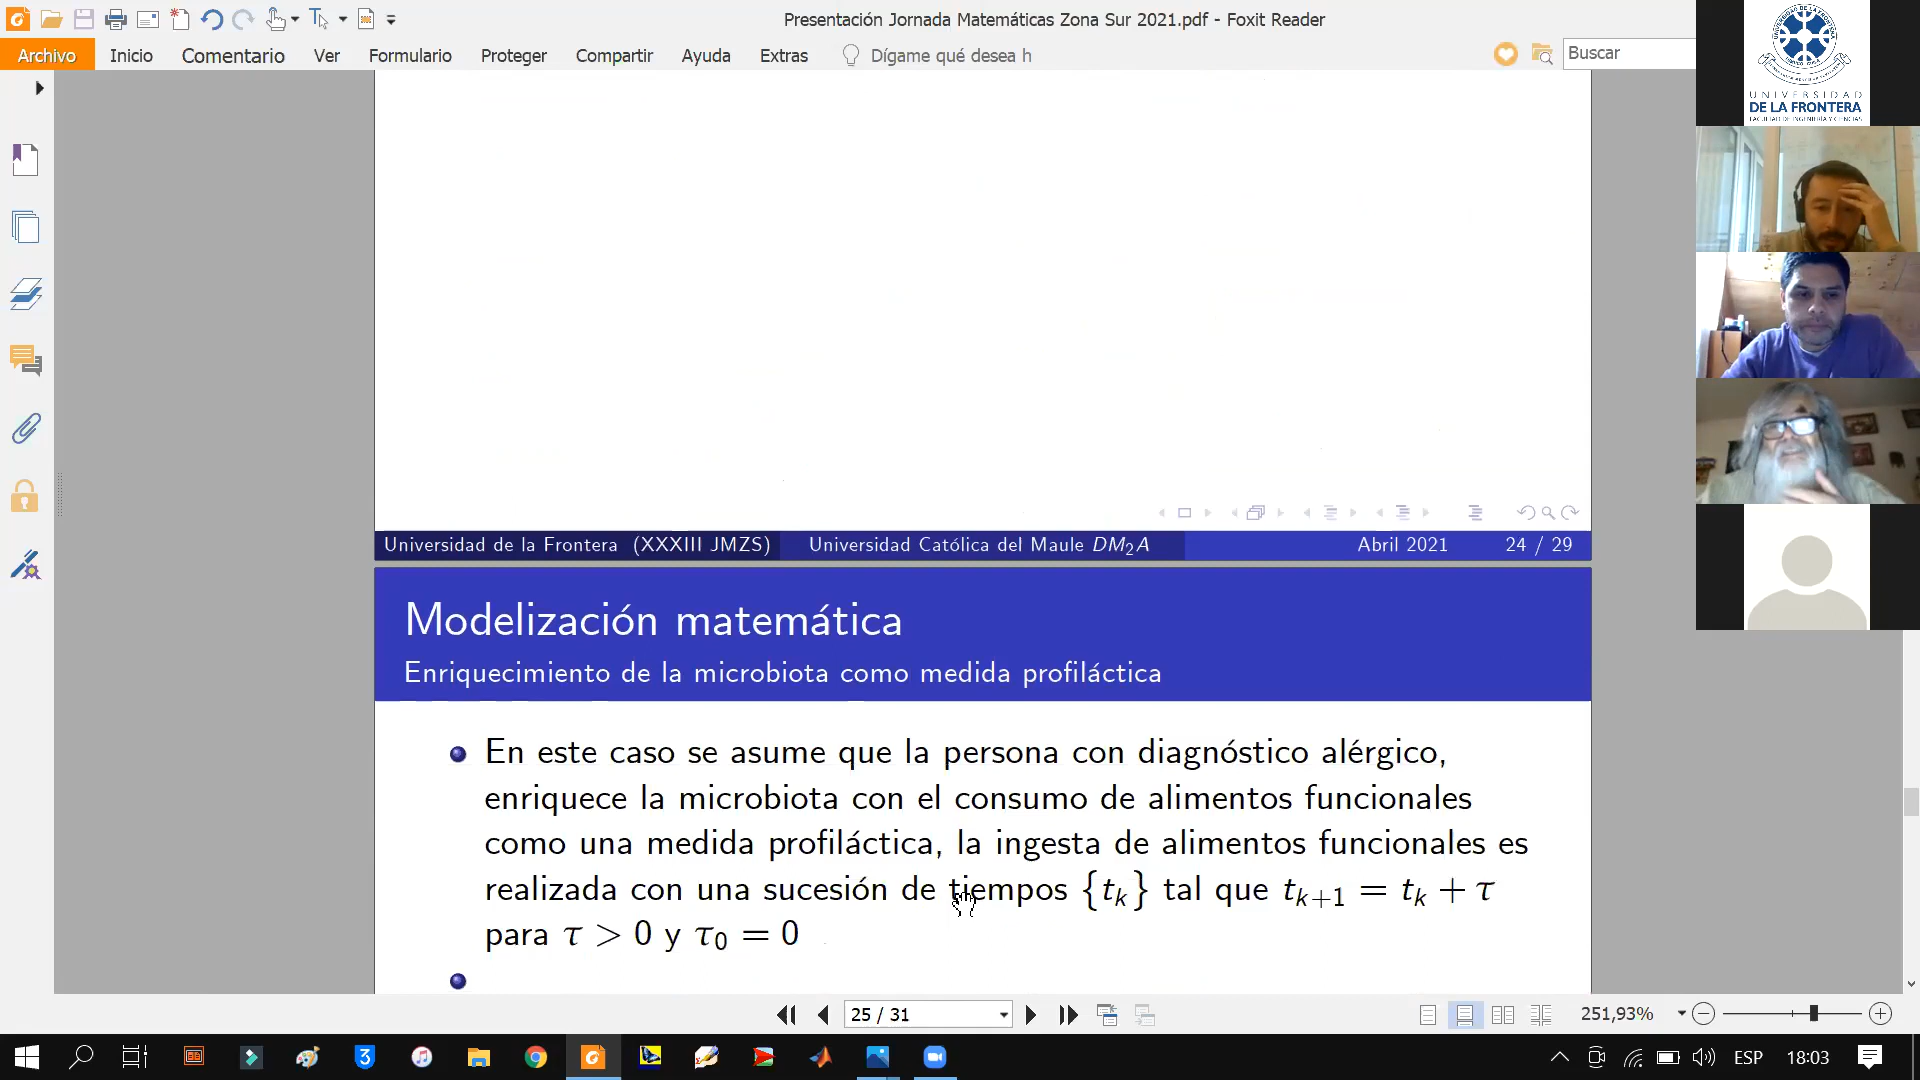 Presentación Jornada Matemáticas Zona Sur 2021.pdf - Foxit Reader
Archivo Inicio Comentario Ver Formulario Proteger Compartir Ayuda Extras Dígame qué desea h
Buscar
UNIVERSIDAD
DE LA FRONTERA
FACULTAD DE INGENIERÍA Y CIENCIAS
Universidad de la Frontera (XXXIII JMZS) Universidad Católica del Maule DM₂A Abril 2021 24 / 29
Modelización matemática
Enriquecimiento de la microbiota como medida profiláctica
En este caso se asume que la persona con diagnóstico alérgico,
enriquece la microbiota con el consumo de alimentos funcionales
como una medida profiláctica, la ingesta de alimentos funcionales es
realizada con una sucesión de tiempos {tₖ} tal que tₖ₊₁ = tₖ + τ
para τ > 0 y τ₀ = 0
25 / 31
251,93%
ESP 18:03